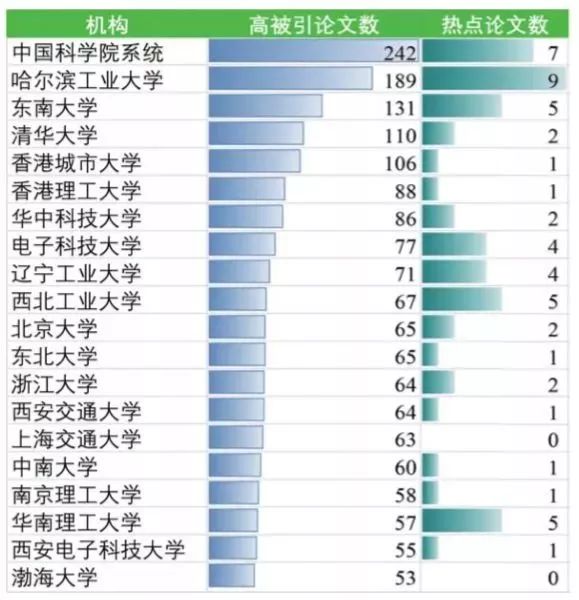 机构 高被引论文数 热点论文数
中国科学院系统 242 7
哈尔滨工业大学 189 9
东南大学 131 5
清华大学 110 2
香港城市大学 106 1
香港理工大学 88 1
华中科技大学 86 2
电子科技大学 77 4
辽宁工业大学 71 4
西北工业大学 67 5
北京大学 65 2
东北大学 65 1
浙江大学 64 2
西安交通大学 64 1
上海交通大学 63 0
中南大学 60 1
南京理工大学 58 1
华南理工大学 57 5
西安电子科技大学 55 1
渤海大学 53 0